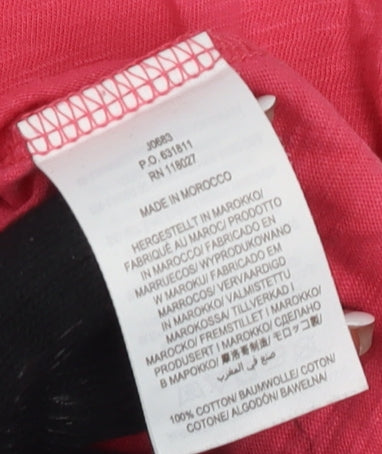 J0683
P.O. 631811
RN 118027
MADE IN MOROCCO
HERGESTELLT IN MAROKKO/
FABRIQUÉ AU MAROC/ PRODOTTO
IN MAROCCO/ FABRICADO EN
MARRUECOS/ WYPRODUKOWANO
W MAROKU/ FABRICADO EM
MARROCOS/ VERVAARDIGD
IN MAROKKO/ VALMISTETTU
MAROKOSSA/ TILLVERKAD I
MAROCKO/ FREMSTILLET I MAROKKO/
PRODUSERT I MAROKKO/ СДЕЛАНО
В МАРОККО/ 摩洛哥制造/ モロッコ製/
صنع في المغرب
100% COTTON/ BAUMWOLLE/ COTON/
COTONE/ ALGODÓN/ BAWEŁNA/